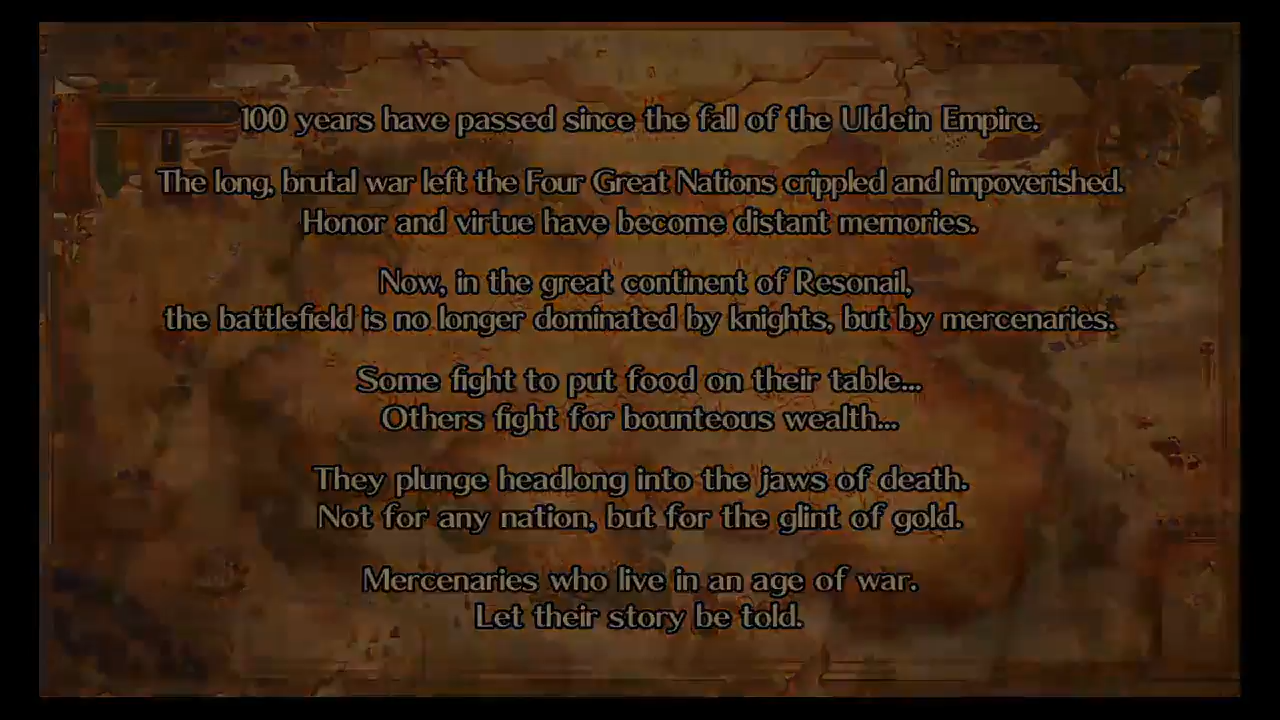 100 years have passed since the fall of the Uldein Empire.
The long, brutal war left the Four Great Nations crippled and impoverished.
Honor and virtue have become distant memories.
Now, in the great continent of Resonail,
the battlefield is no longer dominated by knights, but by mercenaries.
Some fight to put food on their table...
Others fight for bounteous wealth...
They plunge headlong into the jaws of death.
Not for any nation, but for the glint of gold.
Mercenaries who live in an age of war.
Let their story be told.